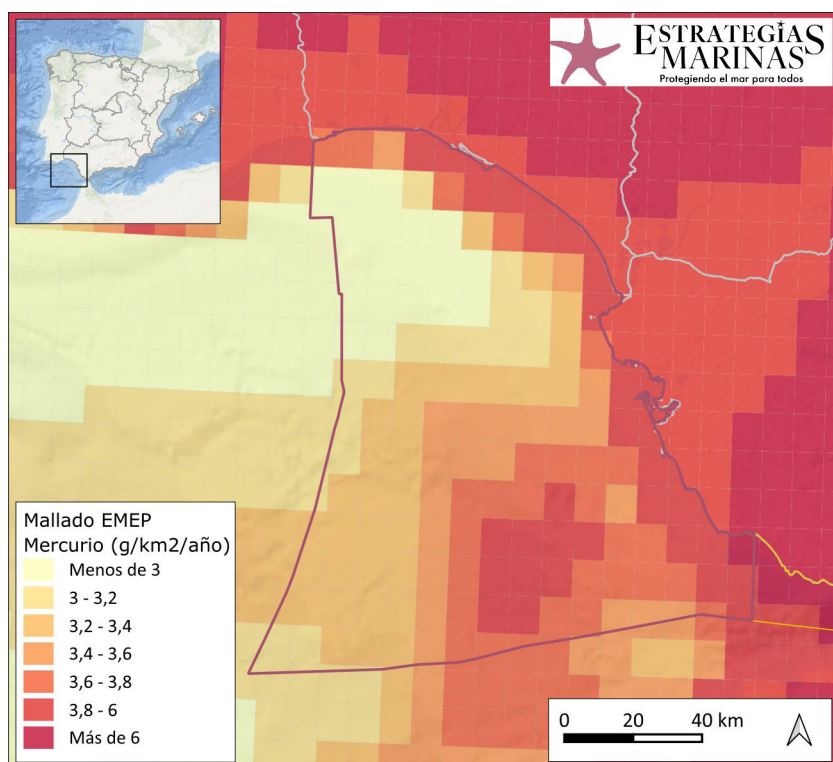 ESTRATEGIAS
MARINAS
Protegiendo el mar para todos
Mallado EMEP
Mercurio (g/km2/año)
Menos de 3
3 - 3,2
3,2 - 3,4
3,4 - 3,6
3,6 - 3,8
3,8 - 6
Más de 6
0 20 40 km